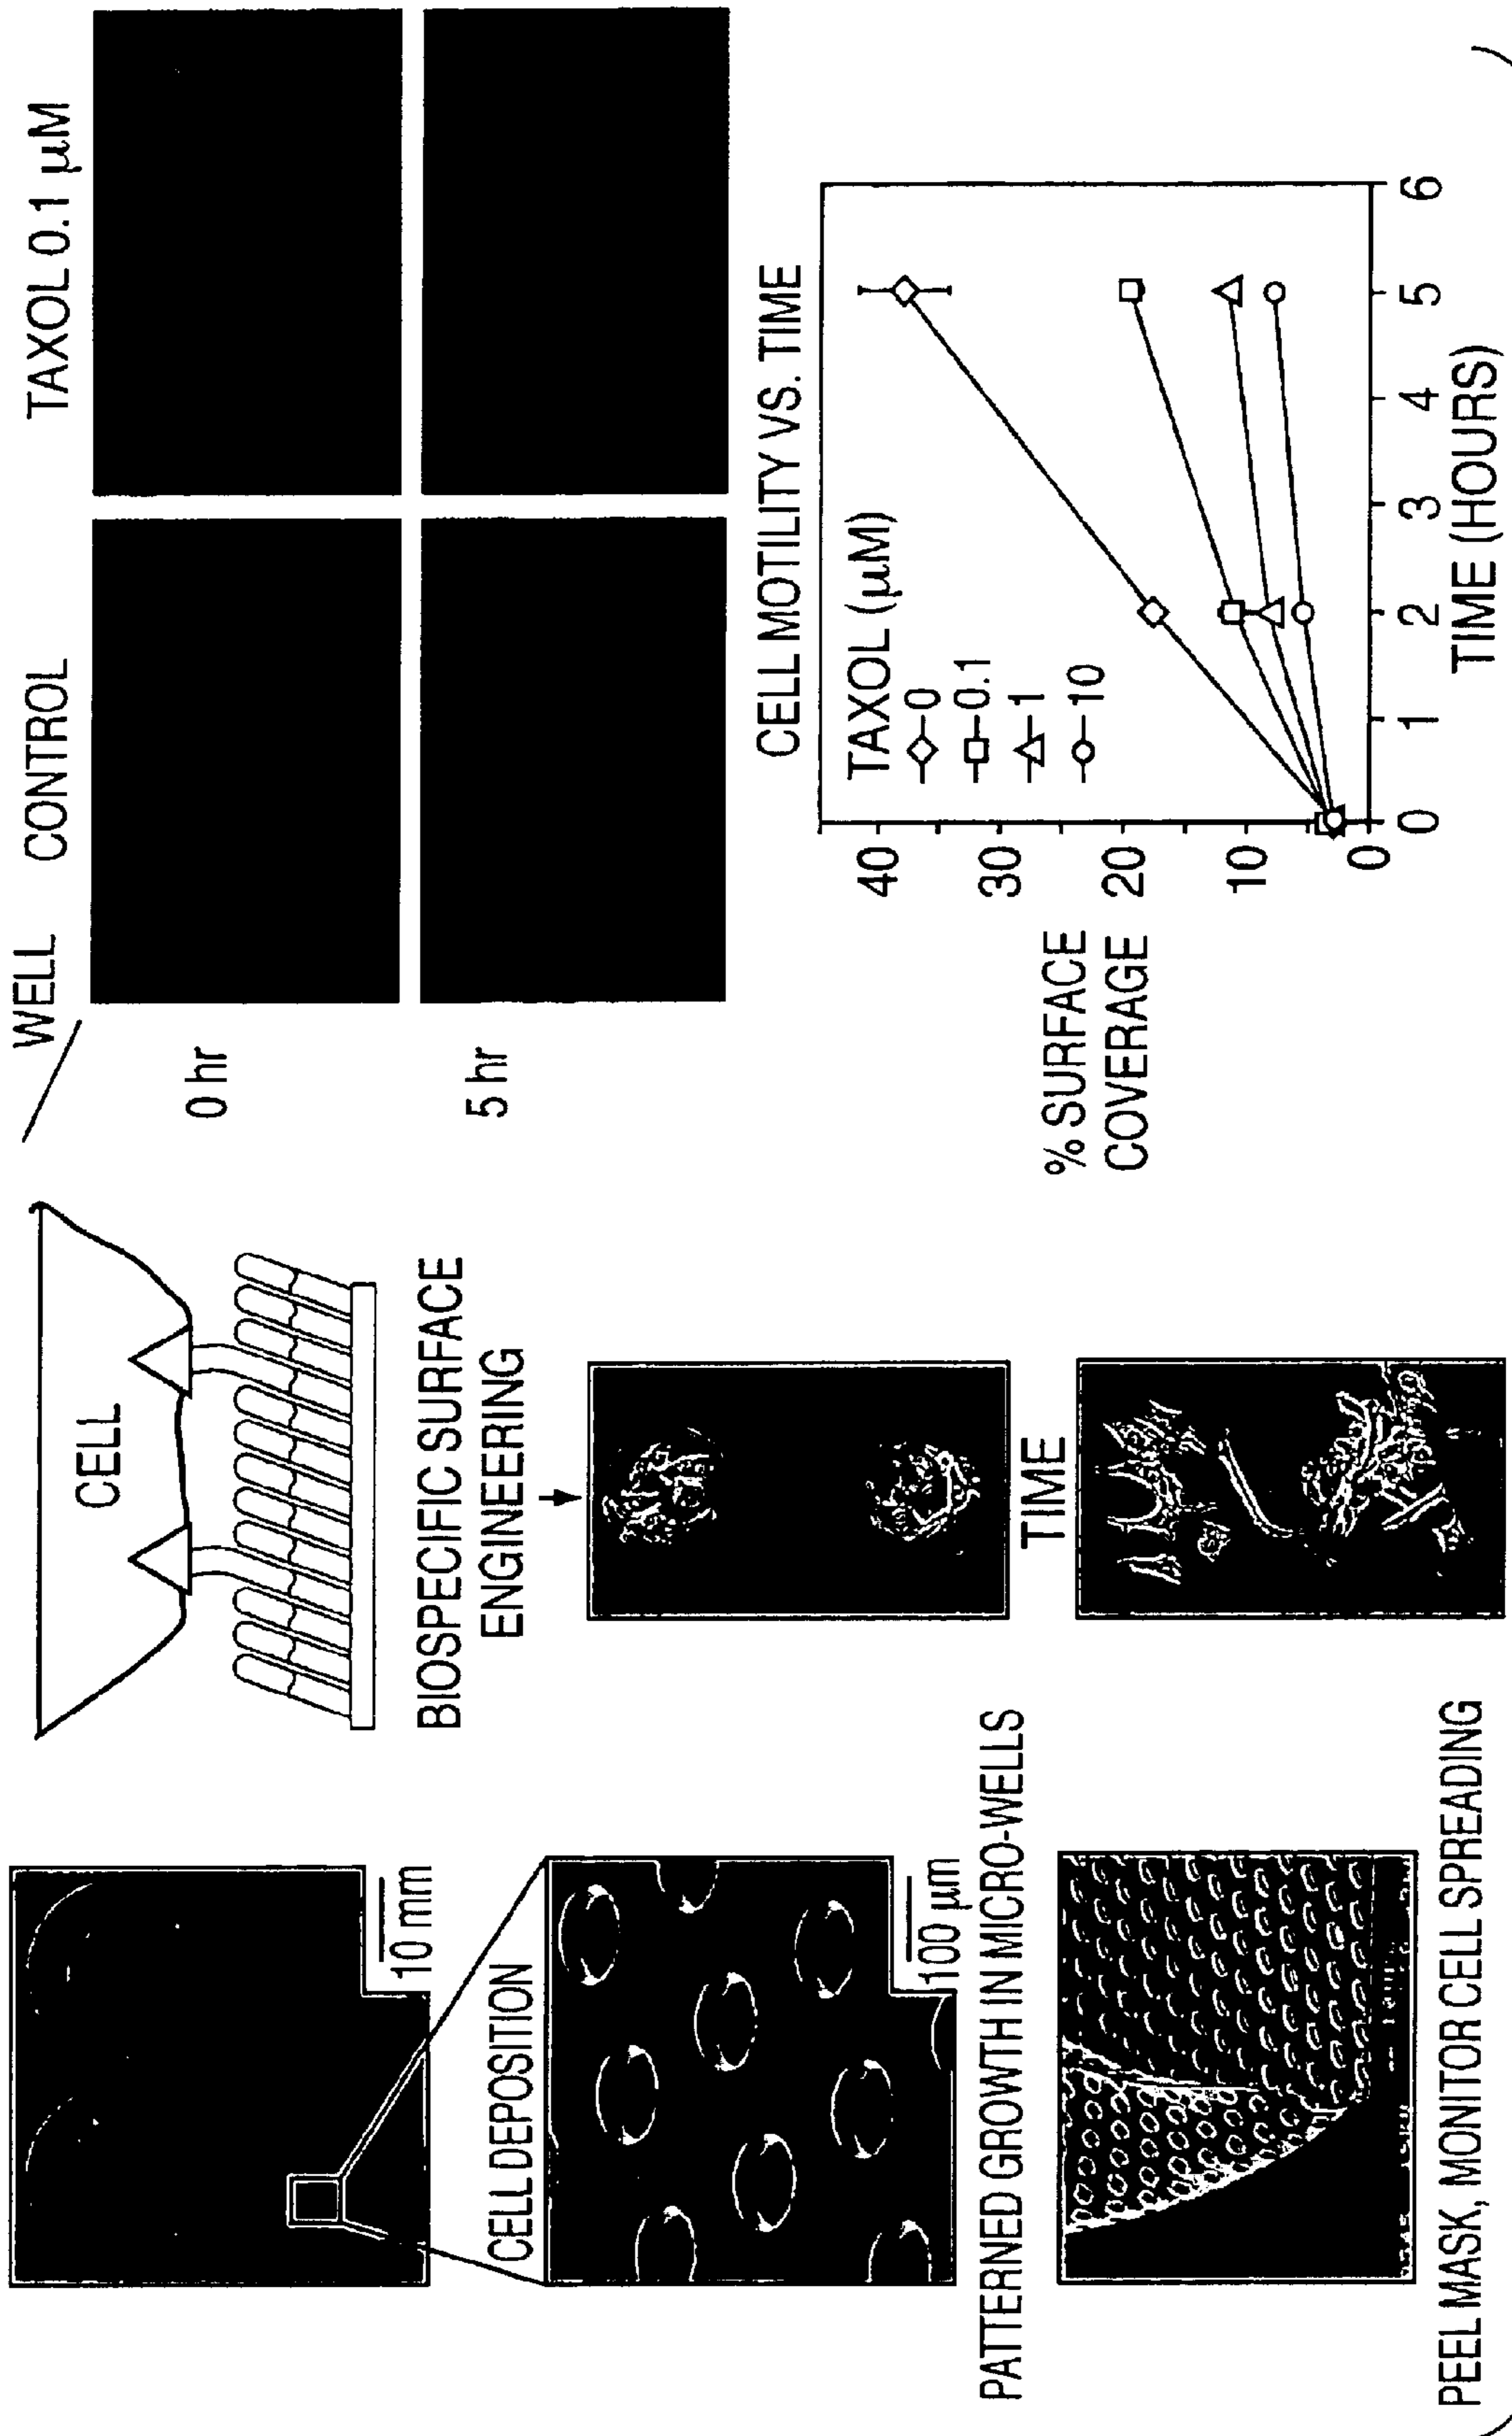 10 mm
CELL DEPOSITION
100 μm
PATTERNED GROWTH IN MICRO-WELLS
PEEL MASK, MONITOR CELL SPREADING
CELL
BIOSPECIFIC SURFACE
ENGINEERING
TIME
WELL CONTROL TAXOL 0.1 μM
0 hr
5 hr
CELL MOTILITY VS. TIME
% SURFACE
COVERAGE
40
30
20
10
0
TAXOL (μM)
0
0.1
1
10
0 1 2 3 4 5 6
TIME (HOURS)